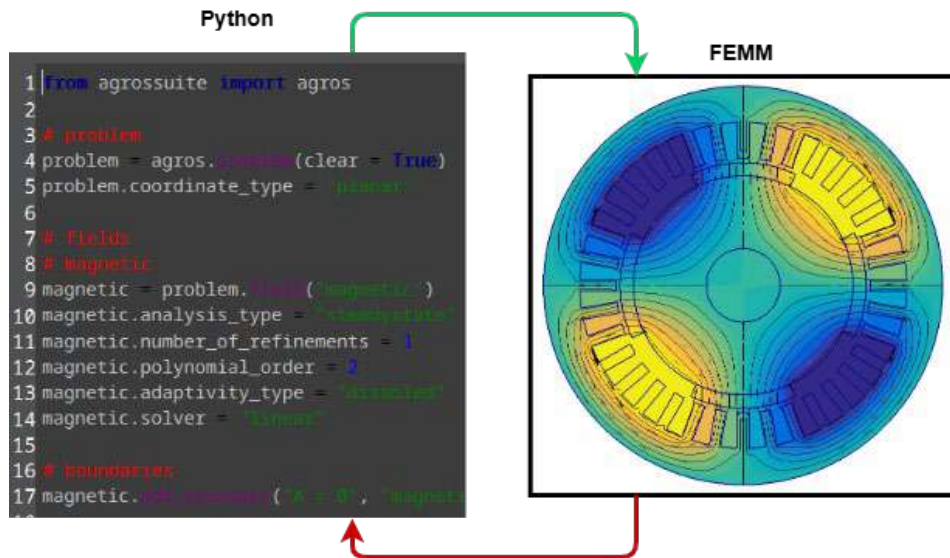 Python
FEMM
1 from agrossuite import agros
2
3 # problem
4 problem = agros.problem(clear = True)
5 problem.coordinate_type = "planar"
6
7 # fields
8 # magnetic
9 magnetic = problem.field("magnetic")
10 magnetic.analysis_type = "steadystate"
11 magnetic.number_of_refinements = 1
12 magnetic.polynomial_order = 2
13 magnetic.adaptivity_type = "disabled"
14 magnetic.solver = "linear"
15
16 # boundaries
17 magnetic.add_boundary("A = 0", "magneti